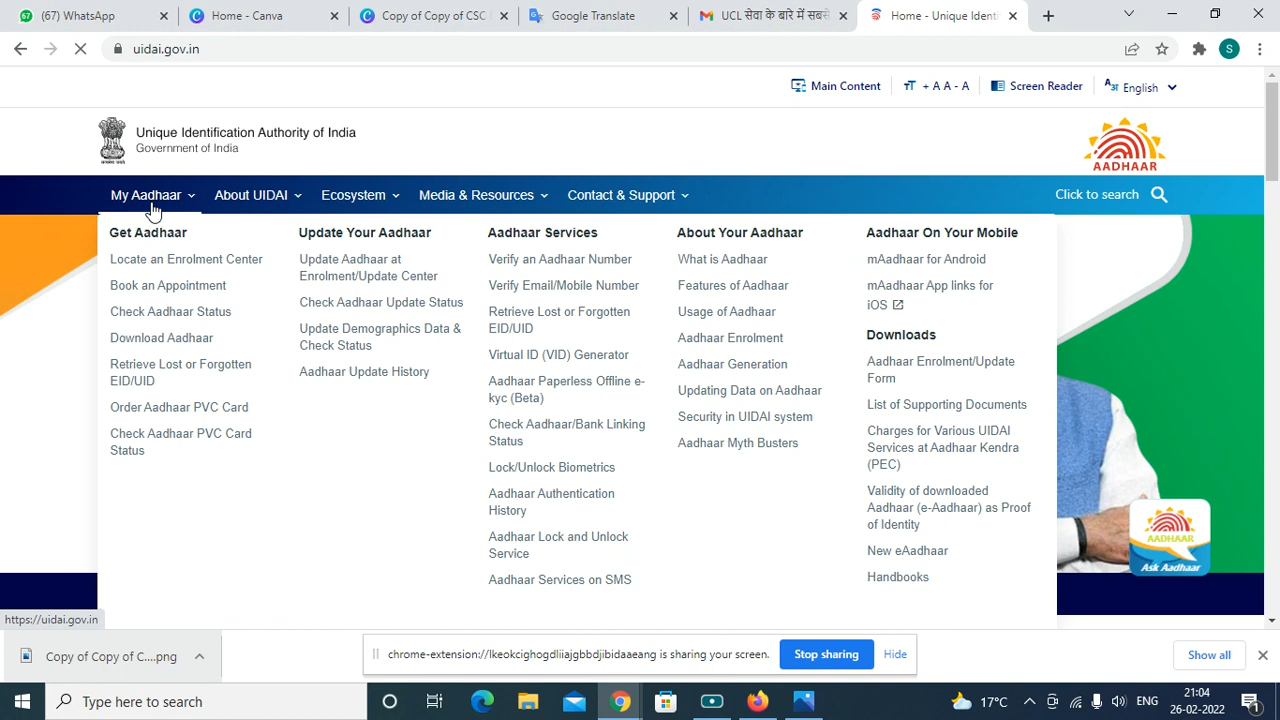 (67) WhatsApp
Home - Canva
Copy of Copy of CSC
Google Translate
UCL सेवा के बारे में सबसे
Home - Unique Identi
uidai.gov.in
S
Main Content
+ A A - A
Screen Reader
English
Unique Identification Authority of India
Government of India
AADHAAR
My Aadhaar
About UIDAI
Ecosystem
Media & Resources
Contact & Support
Click to search
Get Aadhaar
Locate an Enrolment Center
Book an Appointment
Check Aadhaar Status
Download Aadhaar
Retrieve Lost or Forgotten
EID/UID
Order Aadhaar PVC Card
Check Aadhaar PVC Card
Status
Update Your Aadhaar
Update Aadhaar at
Enrolment/Update Center
Check Aadhaar Update Status
Update Demographics Data &
Check Status
Aadhaar Update History
Aadhaar Services
Verify an Aadhaar Number
Verify Email/Mobile Number
Retrieve Lost or Forgotten
EID/UID
Virtual ID (VID) Generator
Aadhaar Paperless Offline e-
kyc (Beta)
Check Aadhaar/Bank Linking
Status
Lock/Unlock Biometrics
Aadhaar Authentication
History
Aadhaar Lock and Unlock
Service
Aadhaar Services on SMS
About Your Aadhaar
What is Aadhaar
Features of Aadhaar
Usage of Aadhaar
Aadhaar Enrolment
Aadhaar Generation
Updating Data on Aadhaar
Security in UIDAI system
Aadhaar Myth Busters
Aadhaar On Your Mobile
mAadhaar for Android
mAadhaar App links for
iOS
Downloads
Aadhaar Enrolment/Update
Form
List of Supporting Documents
Charges for Various UIDAI
Services at Aadhaar Kendra
(PEC)
Validity of downloaded
Aadhaar (e-Aadhaar) as Proof
of Identity
New eAadhaar
Handbooks
AADHAAR
Ask Aadhaar
https://uidai.gov.in
Copy of Copy of C....png
chrome-extension://lkeokcighogdliiajgbbdjibidaaeang is sharing your screen.
Stop sharing
Hide
Show all
Type here to search
17°C
ENG
21:04
26-02-2022
1